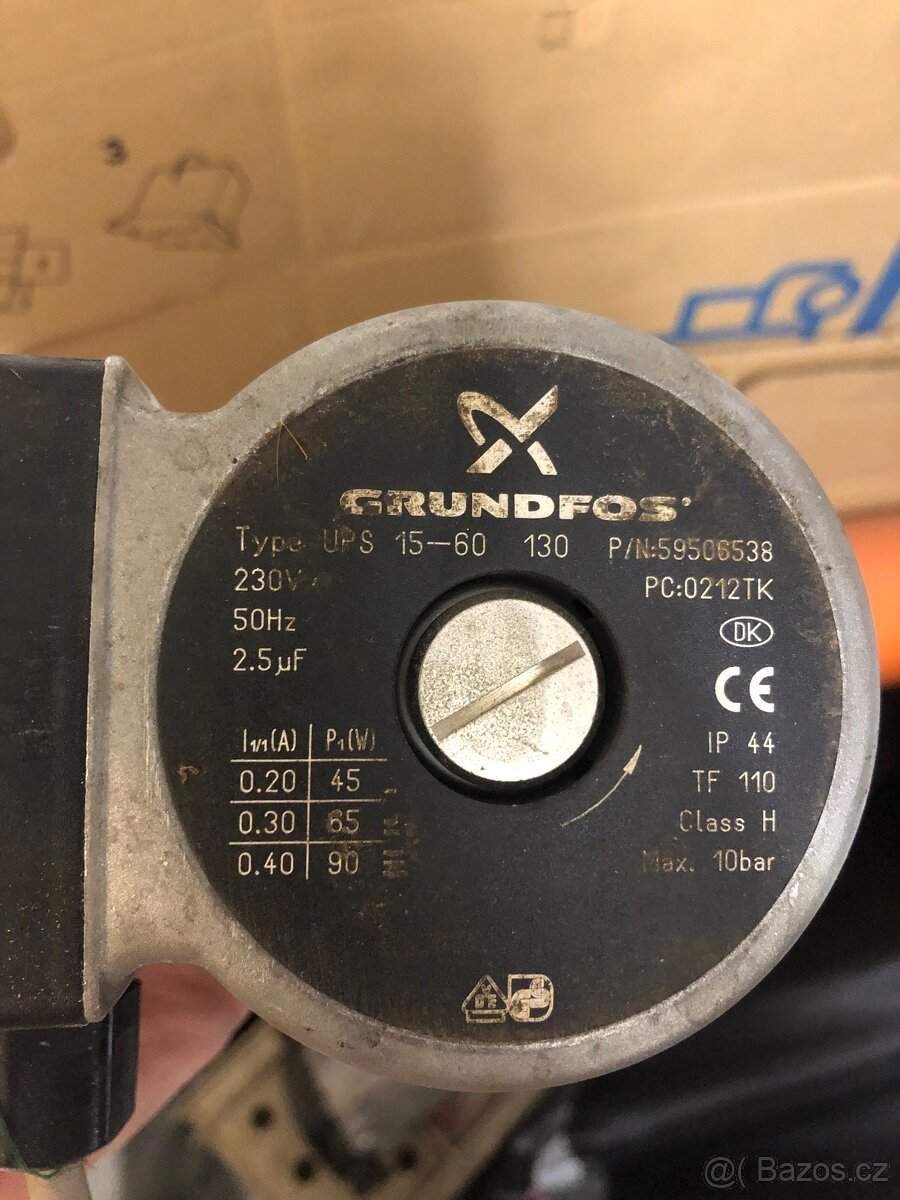 3
GRUNDFOS
Type UPS 15-60 130 P/N:59506538
230V PC:0212TK
50Hz DK
2.5µF CE
I1/1(A) P1(W) IP 44
0.20 45 TF 110
0.30 65 Class H
0.40 90 Max. 10bar
@( Bazos.cz